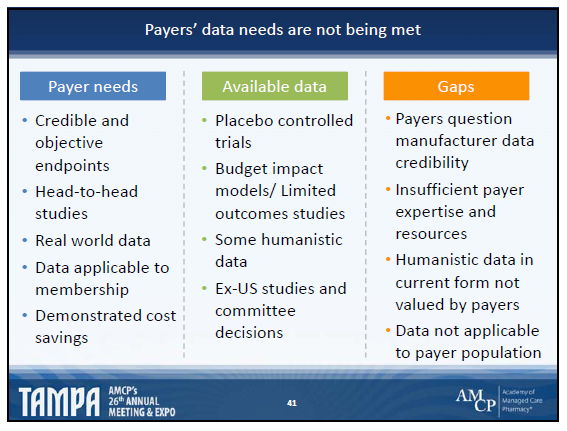 Payers' data needs are not being met
Payer needs
• Credible and
objective
endpoints
• Head-to-head
studies
• Real world data
• Data applicable to
membership
• Demonstrated cost
savings
Available data
• Placebo controlled
trials
• Budget impact
models/ Limited
outcomes studies
• Some humanistic
data
• Ex-US studies and
committee
decisions
Gaps
• Payers question
manufacturer data
credibility
• Insufficient payer
expertise and
resources
• Humanistic data in
current form not
valued by payers
• Data not applicable
to payer population
TAMPA
AMCP's
26th ANNUAL
MEETING & EXPO
41
AMCP
Academy of
Managed Care
Pharmacy®